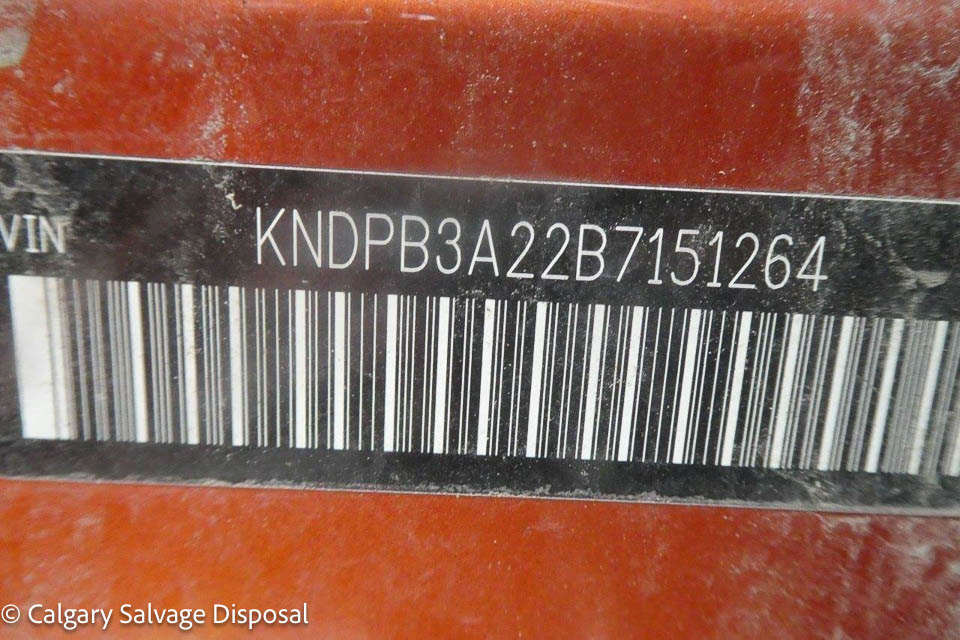 VIN KNDPB3A22B7151264
© Calgary Salvage Disposal